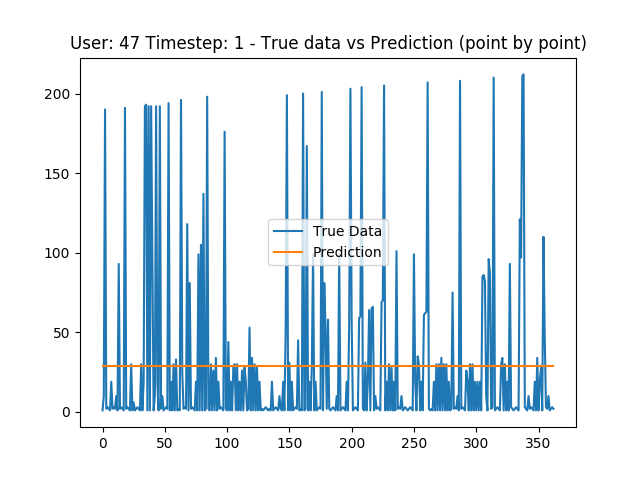 User: 47 Timestep: 1 - True data vs Prediction (point by point)
200
150
100
50
0
True Data
Prediction
0 50 100 150 200 250 300 350